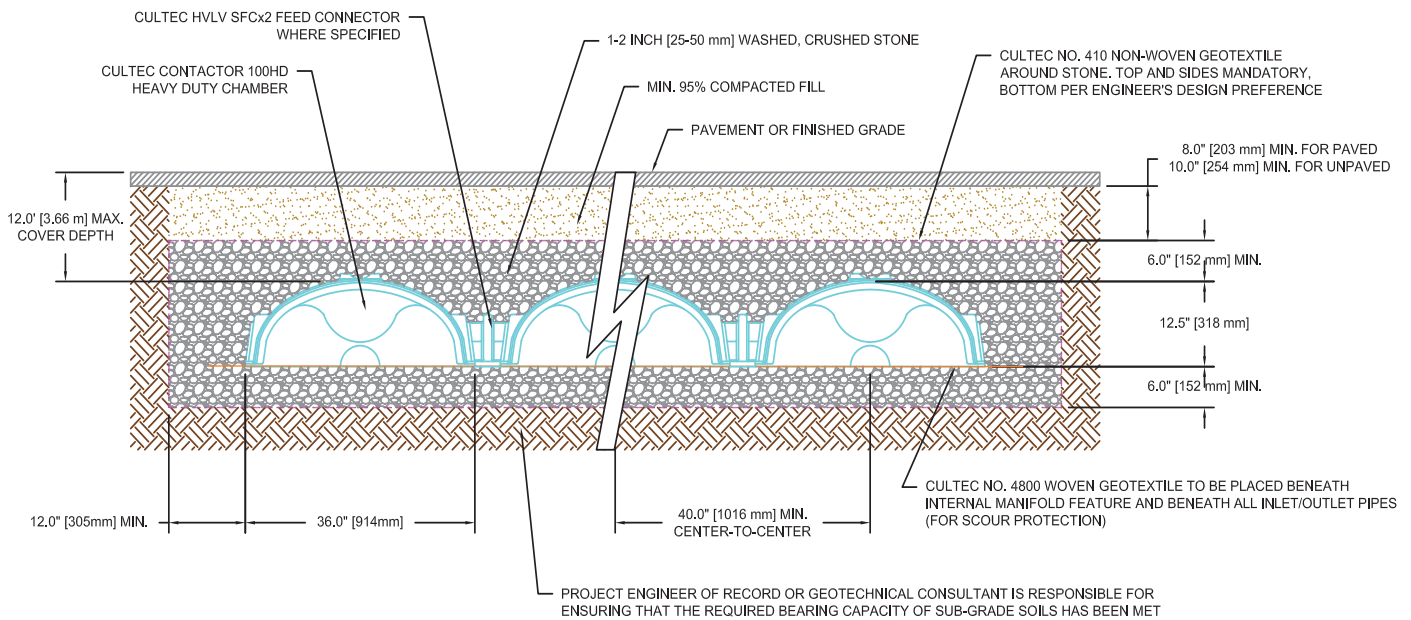 CULTEC HVLV SFCx2 FEED CONNECTOR
WHERE SPECIFIED
1-2 INCH [25-50 mm] WASHED, CRUSHED STONE
CULTEC NO. 410 NON-WOVEN GEOTEXTILE
AROUND STONE. TOP AND SIDES MANDATORY,
BOTTOM PER ENGINEER'S DESIGN PREFERENCE
CULTEC CONTACTOR 100HD
HEAVY DUTY CHAMBER
MIN. 95% COMPACTED FILL
PAVEMENT OR FINISHED GRADE
8.0" [203 mm] MIN. FOR PAVED
10.0" [254 mm] MIN. FOR UNPAVED
12.0' [3.66 m] MAX.
COVER DEPTH
6.0" [152 mm] MIN.
12.5" [318 mm]
6.0" [152 mm] MIN.
CULTEC NO. 4800 WOVEN GEOTEXTILE TO BE PLACED BENEATH
INTERNAL MANIFOLD FEATURE AND BENEATH ALL INLET/OUTLET PIPES
(FOR SCOUR PROTECTION)
12.0" [305mm] MIN.
36.0" [914mm]
40.0" [1016 mm] MIN.
CENTER-TO-CENTER
PROJECT ENGINEER OF RECORD OR GEOTECHNICAL CONSULTANT IS RESPONSIBLE FOR
ENSURING THAT THE REQUIRED BEARING CAPACITY OF SUB-GRADE SOILS HAS BEEN MET